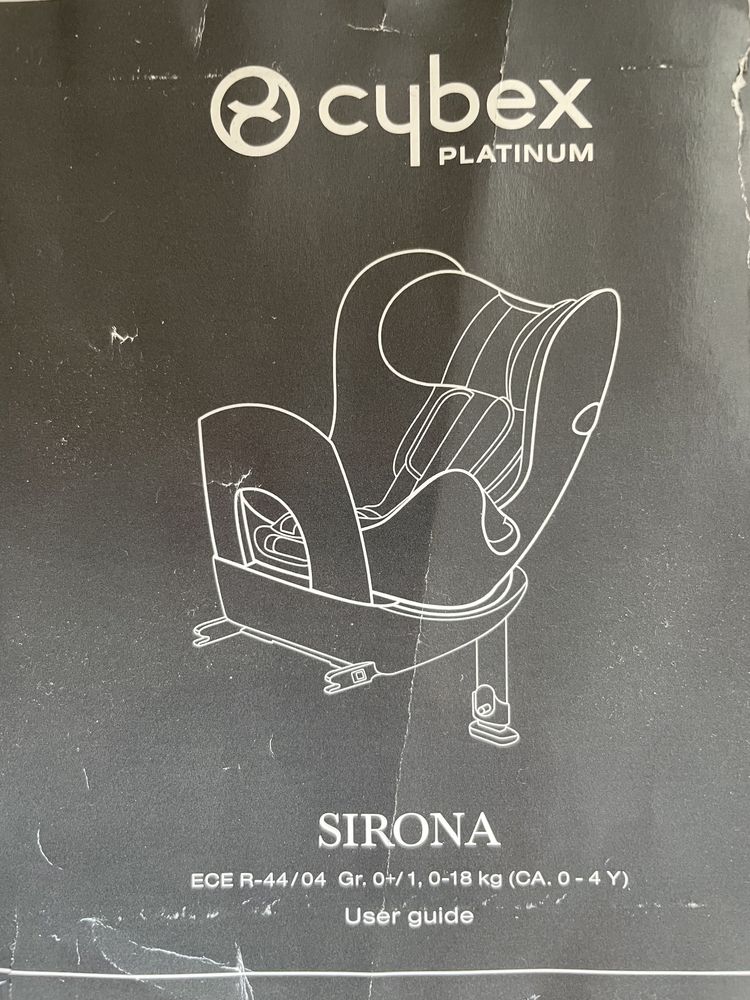 cybex
PLATINUM
SIRONA
ECE R-44/04 Gr. 0+/1, 0-18 kg (CA. 0 - 4 Y)
User guide